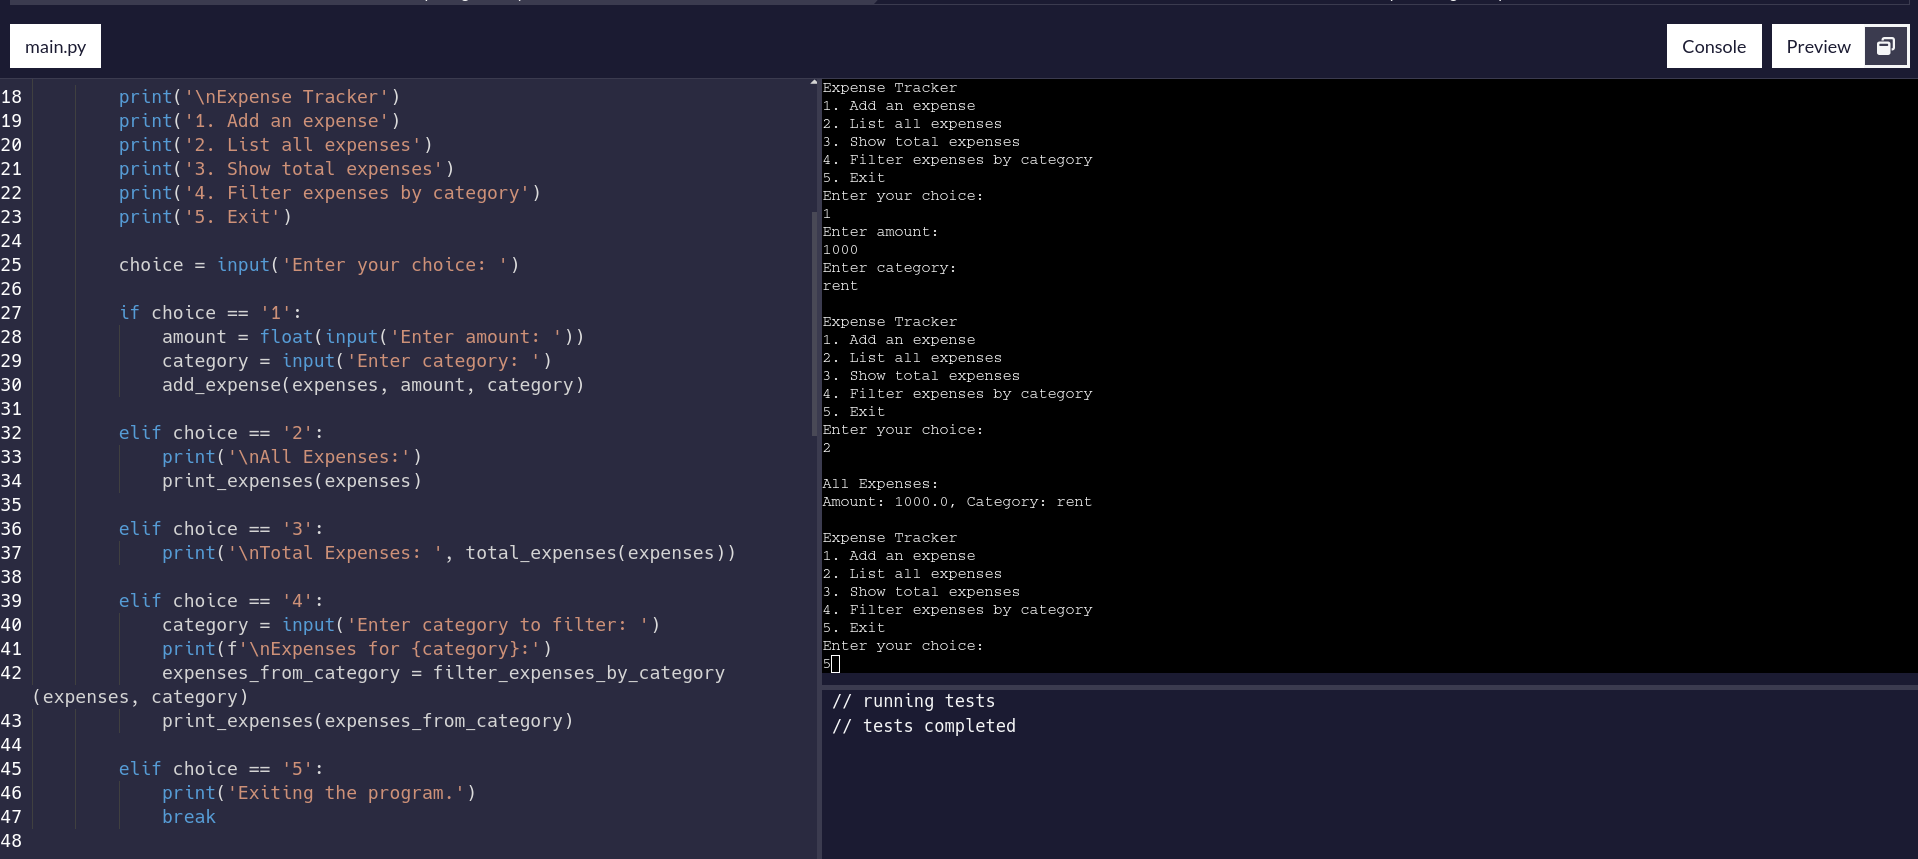 main.py
Console
Preview
18 print('\nExpense Tracker')
19 print('1. Add an expense')
20 print('2. List all expenses')
21 print('3. Show total expenses')
22 print('4. Filter expenses by category')
23 print('5. Exit')
24
25 choice = input('Enter your choice: ')
26
27 if choice == '1':
28 amount = float(input('Enter amount: '))
29 category = input('Enter category: ')
30 add_expense(expenses, amount, category)
31
32 elif choice == '2':
33 print('\nAll Expenses:')
34 print_expenses(expenses)
35
36 elif choice == '3':
37 print('\nTotal Expenses: ', total_expenses(expenses))
38
39 elif choice == '4':
40 category = input('Enter category to filter: ')
41 print(f'\nExpenses for {category}:')
42 expenses_from_category = filter_expenses_by_category
(expenses, category)
43 print_expenses(expenses_from_category)
44
45 elif choice == '5':
46 print('Exiting the program.')
47 break
48
Expense Tracker
1. Add an expense
2. List all expenses
3. Show total expenses
4. Filter expenses by category
5. Exit
Enter your choice:
1
Enter amount:
1000
Enter category:
rent
Expense Tracker
1. Add an expense
2. List all expenses
3. Show total expenses
4. Filter expenses by category
5. Exit
Enter your choice:
2
All Expenses:
Amount: 1000.0, Category: rent
Expense Tracker
1. Add an expense
2. List all expenses
3. Show total expenses
4. Filter expenses by category
5. Exit
Enter your choice:
5
// running tests
// tests completed